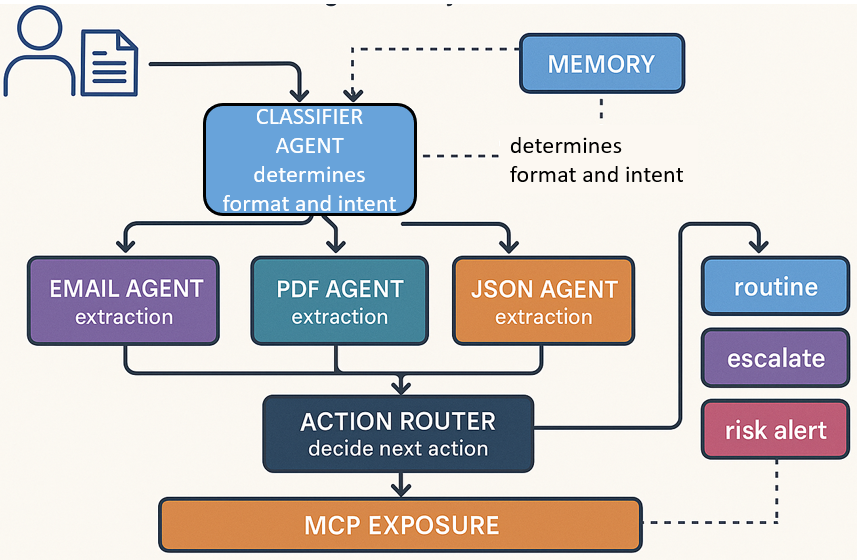 MEMORY
CLASSIFIER
AGENT
determines
format and intent
determines
format and intent
EMAIL AGENT
extraction
PDF AGENT
extraction
JSON AGENT
extraction
routine
escalate
risk alert
ACTION ROUTER
decide next action
MCP EXPOSURE